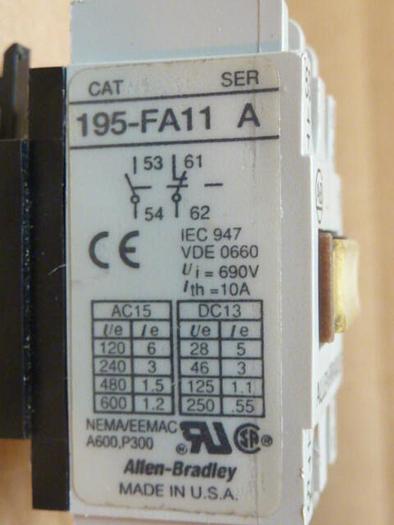 CAT SER
195-FA11 A
53 61
54 62
CE
IEC 947
VDE 0660
Ui = 690V
Ith = 10A
AC15 DC13
Ue Ie Ue Ie
120 6 28 5
240 3 46 3
480 1.5 125 1.1
600 1.2 250 .55
NEMA/EEMAC
A600,P300
Allen-Bradley
MADE IN U.S.A.